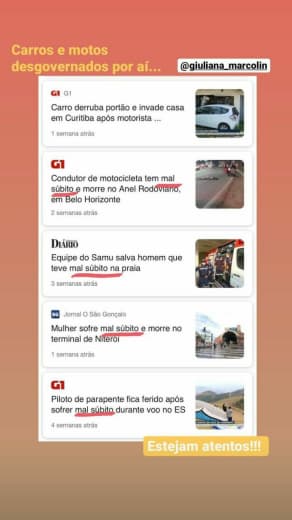 Carros e motos
desgovernados por aí...
@giuliana_marcolin
G1 G1
Carro derruba portão e invade casa
em Curitiba após motorista ...
1 semana atrás
G1
Condutor de motocicleta tem mal
súbito e morre no Anel Rodoviário,
em Belo Horizonte
2 semanas atrás
DIÁRIO
Equipe do Samu salva homem que
teve mal súbito na praia
3 semanas atrás
Jornal O São Gonçalo
Mulher sofre mal súbito e morre no
terminal de Niterói
1 semana atrás
G1
Piloto de parapente fica ferido após
sofrer mal súbito durante voo no ES
4 semanas atrás
Estejam atentos!!!